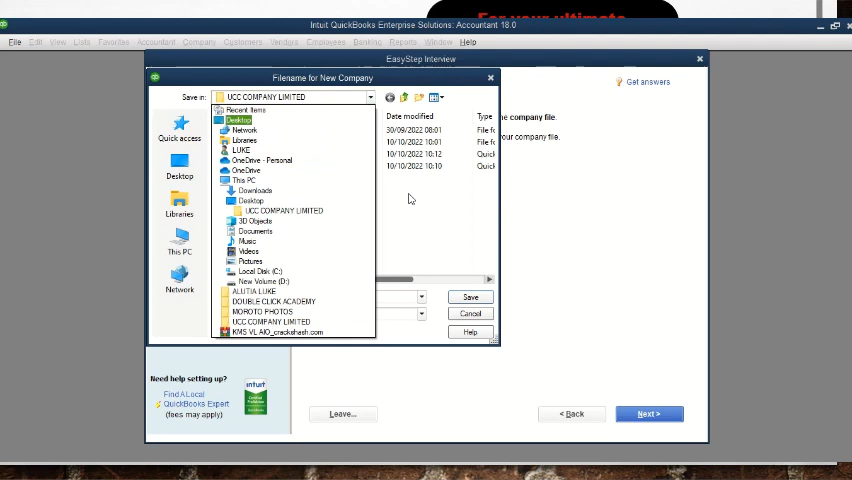 For your ultimate
Intuit QuickBooks Enterprise Solutions: Accountant 18.0
File Edit View Lists Favorites Accountant Company Customers Vendors Employees Banking Reports Window Help
EasyStep Interview
Get answers
Filename for New Company
Save in: UCC COMPANY LIMITED
Quick access
Desktop
Libraries
This PC
Network
Recent Items
Desktop
Network
Libraries
LUKE
OneDrive - Personal
OneDrive
This PC
Downloads
Desktop
UCC COMPANY LIMITED
3D Objects
Documents
Music
Videos
Pictures
Local Disk (C:)
New Volume (D:)
ALUTIA LUKE
DOUBLE CLICK ACADEMY
MOROTO PHOTOS
UCC COMPANY LIMITED
KMS VL AIO_crackshash.com
Date modified Type
30/09/2022 08:01 File fo
10/10/2022 10:01 File fo
10/10/2022 10:12 Quick
10/10/2022 10:10 Quick
Save
Cancel
Help
e company file.
our company file.
Need help setting up?
Find A Local
QuickBooks Expert
(fees may apply)
intuit
Leave...
< Back
Next >